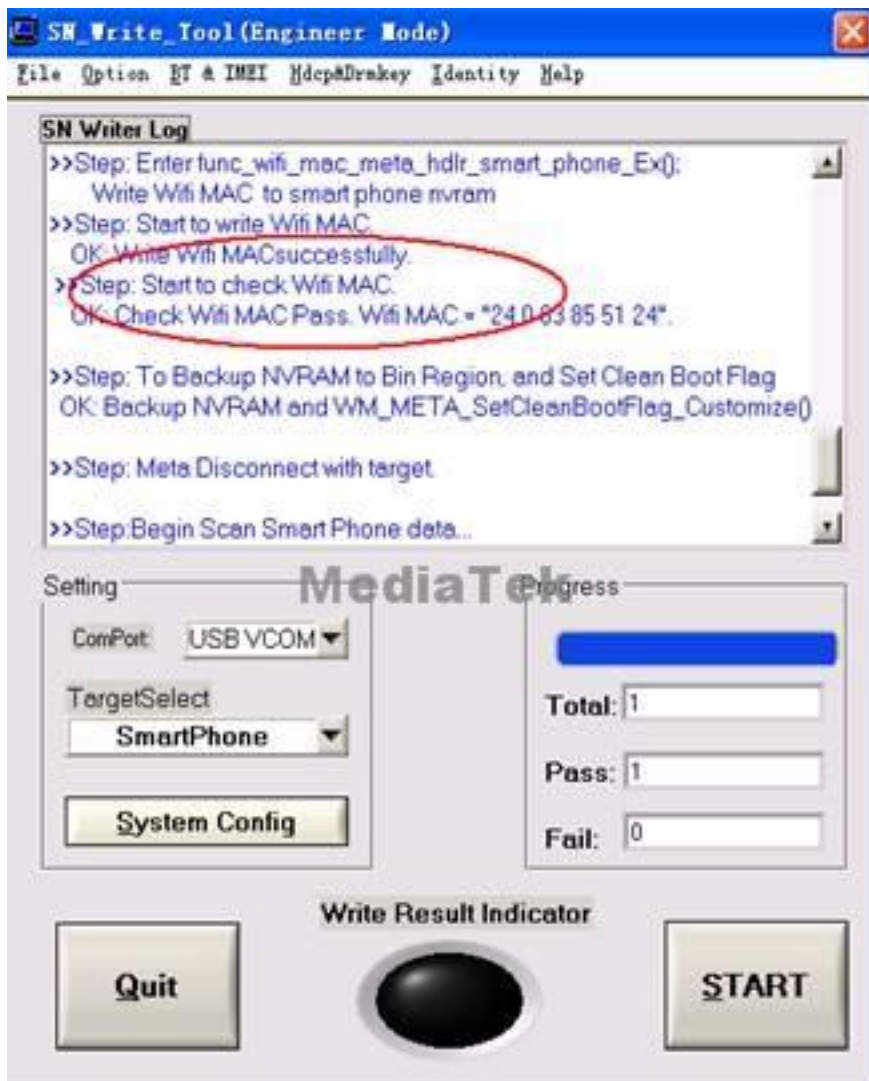 SN_Write_Tool(Engineer Mode)
File Option BT & IMEI Hdcp&Drmkey Identity Help
SN Writer Log
>>Step: Enter func_wifi_mac_meta_hdlr_smart_phone_Ex();
Write Wifi MAC to smart phone nvram
>>Step: Start to write Wifi MAC.
OK: Write Wifi MACsuccessfully.
>>Step: Start to check Wifi MAC.
OK: Check Wifi MAC Pass. Wifi MAC = "24 0 83 85 51 24".
>>Step: To Backup NVRAM to Bin Region, and Set Clean Boot Flag
OK: Backup NVRAM and WM_META_SetCleanBootFlag_Customize()
>>Step: Meta Disconnect with target.
>>Step:Begin Scan Smart Phone data...
MediaTek
Setting
ComPort: USB VCOM
TargetSelect
SmartPhone
System Config
Progress
Total: 1
Pass: 1
Fail: 0
Write Result Indicator
Quit
START